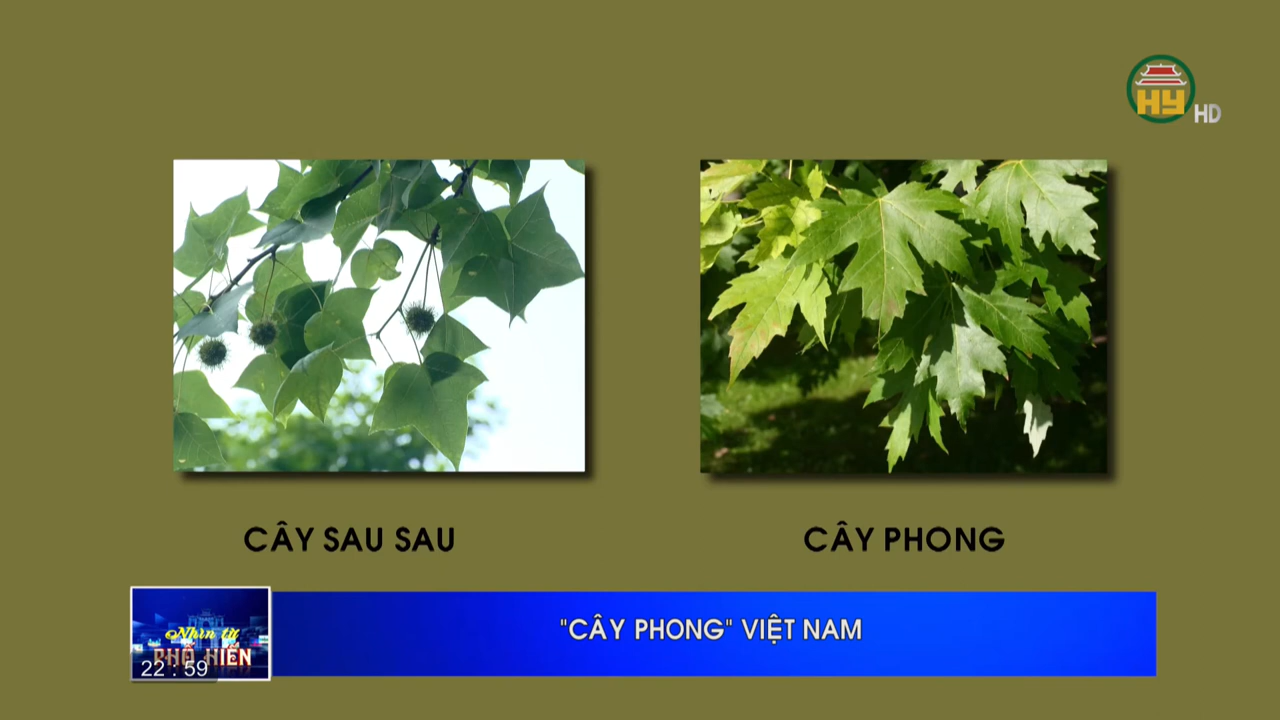 HY
HD
CÂY SAU SAU
CÂY PHONG
"CÂY PHONG" VIỆT NAM
Nhìn từ
PHỐ HIẾN
22 : 59